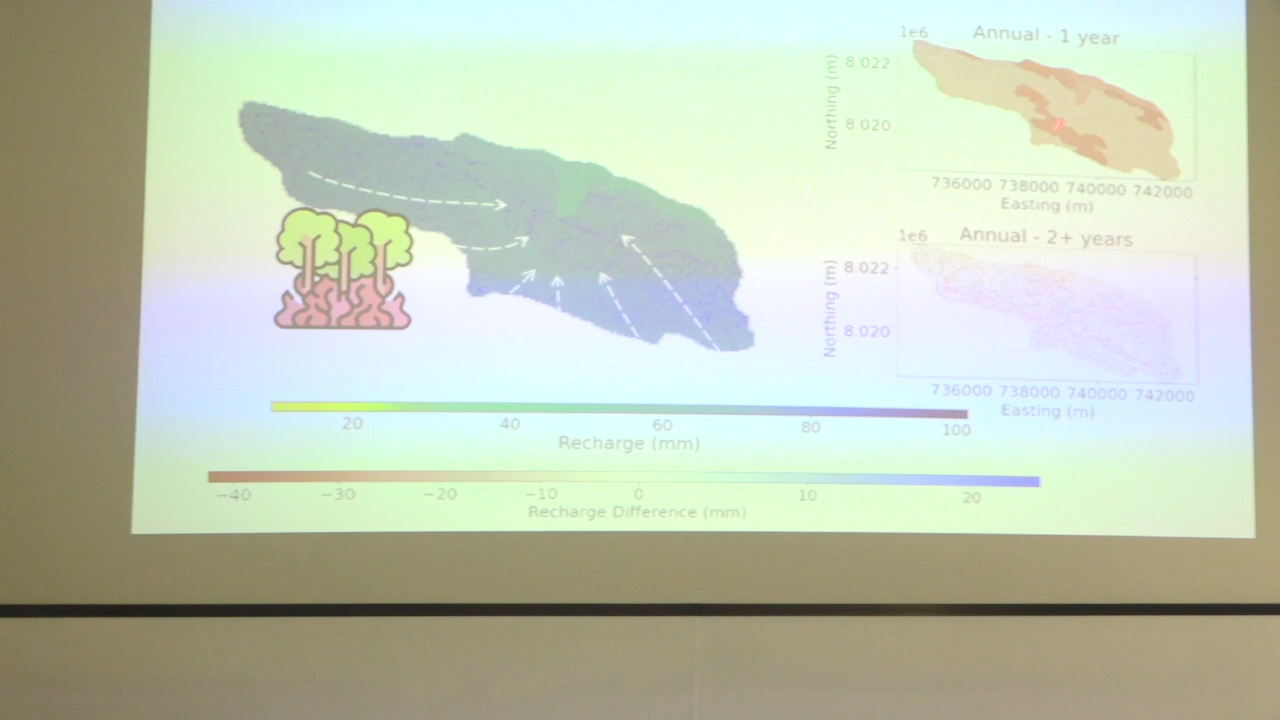 1e6
Annual - 1 year
8.022
Northing (m)
8.020
736000 738000 740000 742000
Easting (m)
1e6
Annual - 2+ years
8.022
Northing (m)
8.020
736000 738000 740000 742000
Easting (m)
20 40 60 80 100
Recharge (mm)
−40 −30 −20 −10 0 10 20
Recharge Difference (mm)